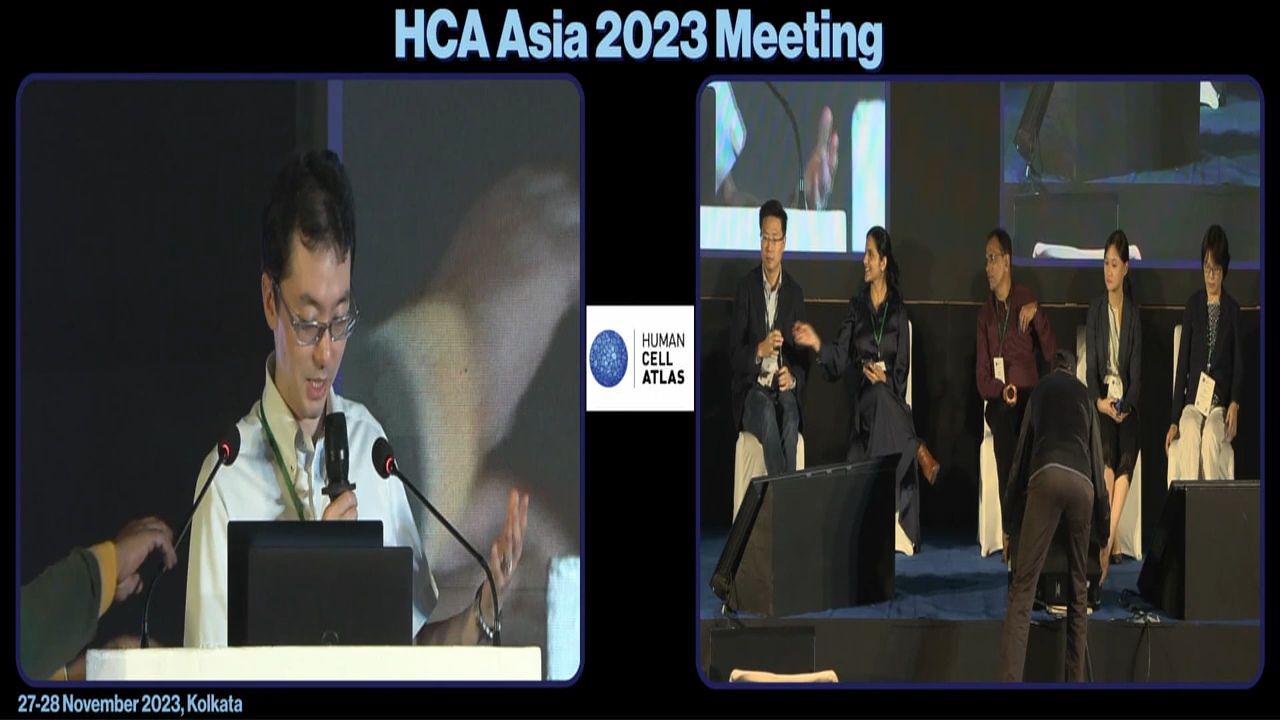 HCA Asia 2023 Meeting
HUMAN
CELL
ATLAS
27-28 November 2023, Kolkata